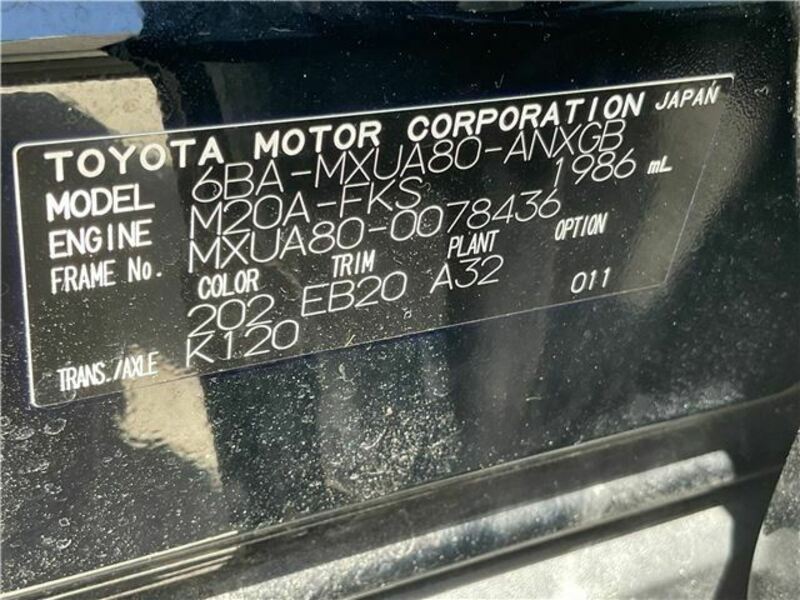 TOYOTA MOTOR CORPORATION JAPAN
MODEL 6BA-MXUA80-ANXGB
ENGINE M20A-FKS 1986 mL
FRAME No. MXUA80-0078436
COLOR TRIM PLANT OPTION
202 EB20 A32 011
TRANS./AXLE K120